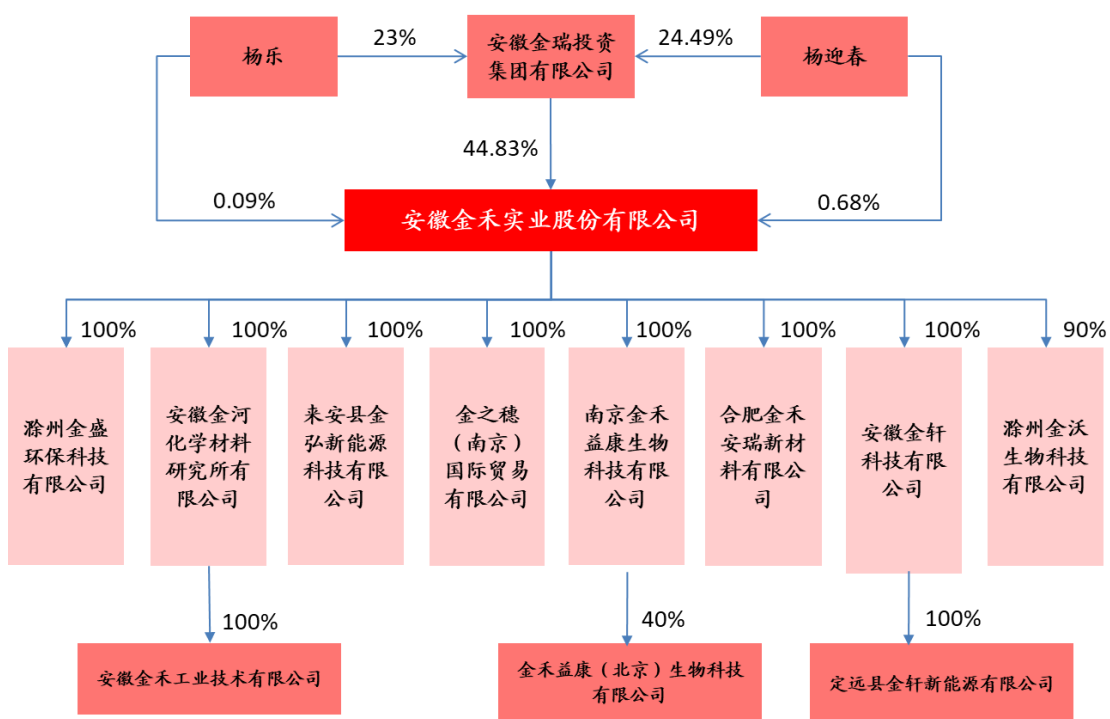 杨乐
23%
安徽金瑞投资
集团有限公司
24.49%
杨迎春
44.83%
0.09%
安徽金禾实业股份有限公司
0.68%
100%
100%
100%
100%
100%
100%
100%
90%
滁州金盛
环保科技
有限公司
安徽金河
化学材料
研究所有
限公司
来安县金
弘新能源
科技有限
公司
金之穗
（南京）
国际贸易
有限公司
南京金禾
益康生物
科技有限
公司
合肥金禾
安瑞新材
料有限公
司
安徽金轩
科技有限
公司
滁州金沃
生物科技
有限公司
100%
40%
100%
安徽金禾工业技术有限公司
金禾益康（北京）生物科技
有限公司
定远县金轩新能源有限公司